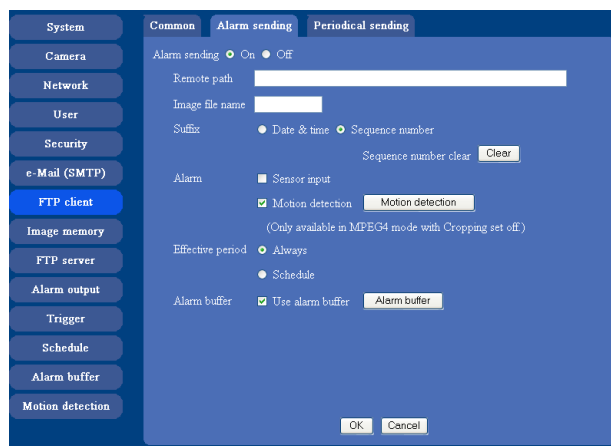 System
Camera
Network
User
Security
e-Mail (SMTP)
FTP client
Image memory
FTP server
Alarm output
Trigger
Schedule
Alarm buffer
Motion detection
Common Alarm sending Periodical sending
Alarm sending On Off
Remote path
Image file name
Suffix Date & time Sequence number
Sequence number clear Clear
Alarm Sensor input
Motion detection Motion detection
(Only available in MPEG4 mode with Cropping set off.)
Effective period Always
Schedule
Alarm buffer Use alarm buffer Alarm buffer
OK Cancel